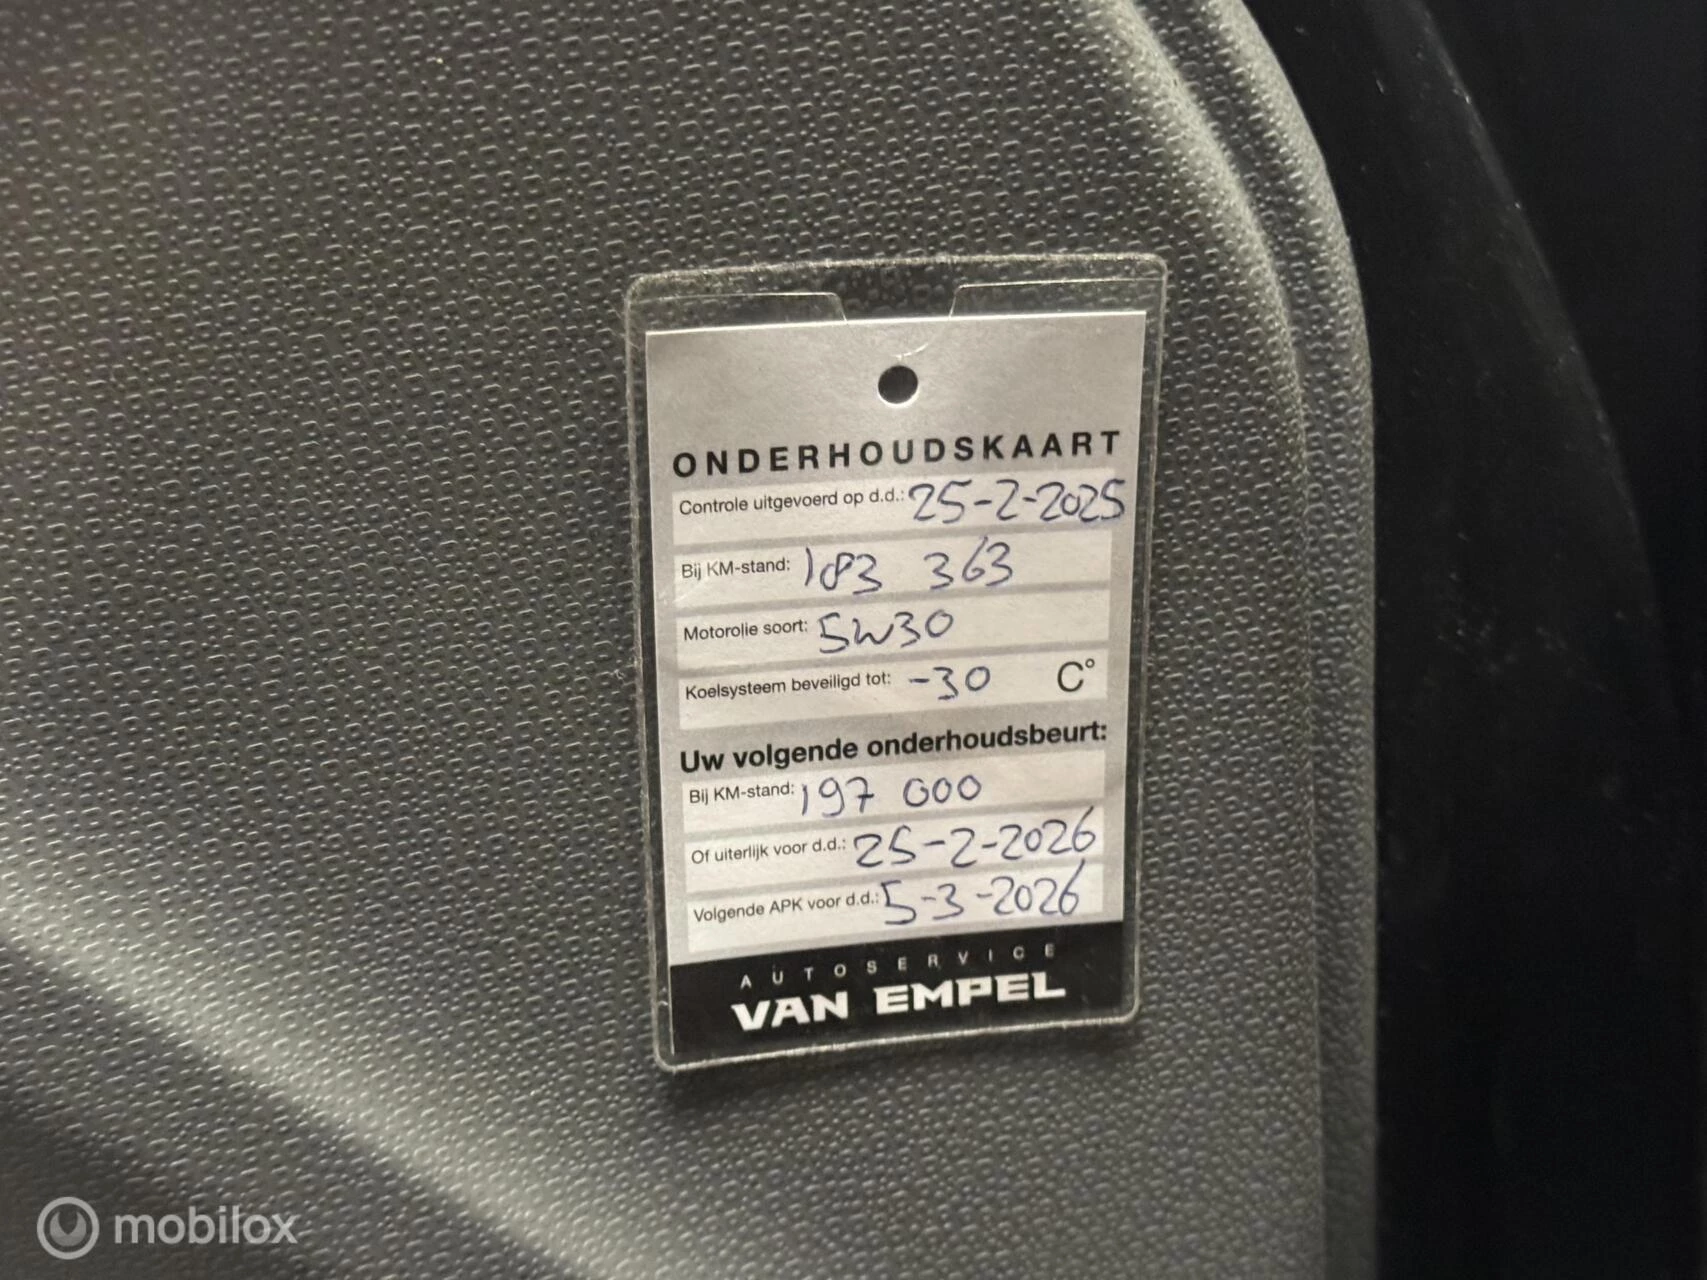 ONDERHOUDSKAART
Controle uitgevoerd op d.d.: 25-2-2025
Bij KM-stand: 183 363
Motorolie soort: 5W30
Koelsysteem beveiligd tot: -30 C°
Uw volgende onderhoudsbeurt:
Bij KM-stand: 197 000
Of uiterlijk voor d.d.: 25-2-2026
Volgende APK voor d.d.: 5-3-2026
AUTOSERVICE
VAN EMPEL
mobilox